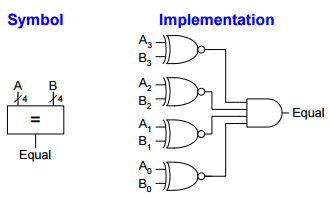 Symbol
Implementation
A B
4 4
=
Equal
A3
B3
A2
B2
A1
B1
A0
B0
Equal